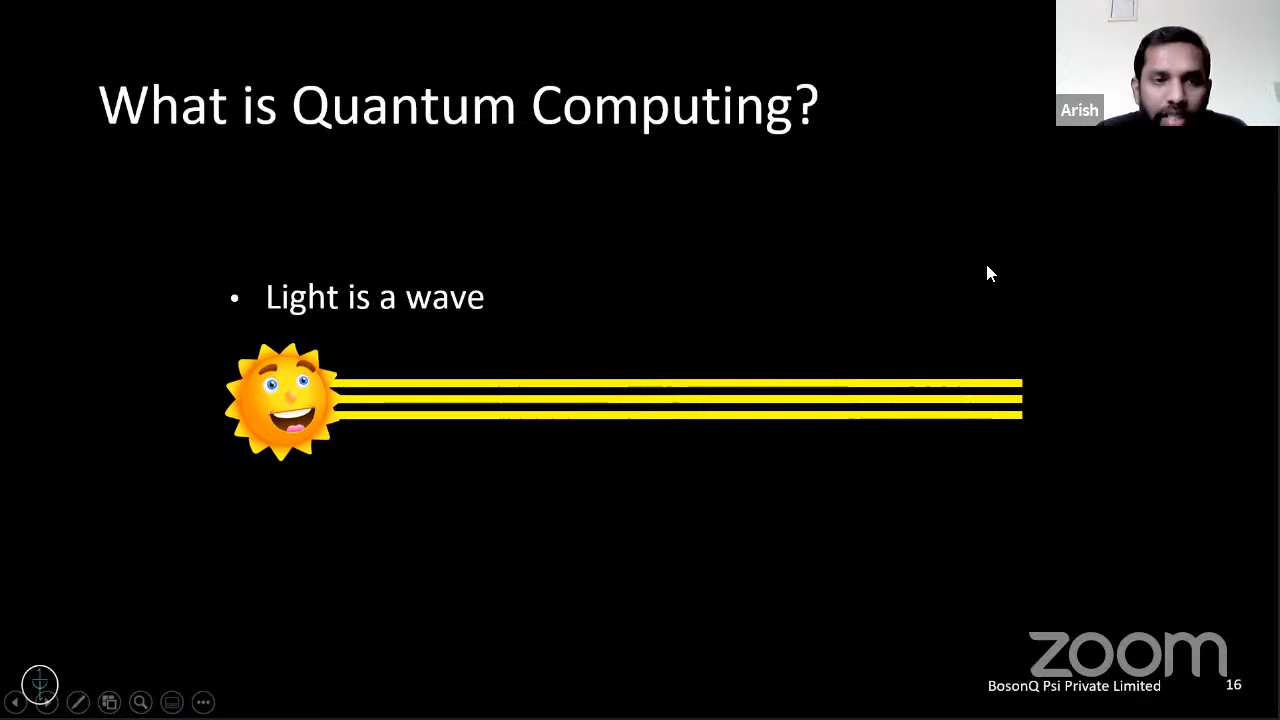 Arish
What is Quantum Computing?
• Light is a wave
zoom
BosonQ Psi Private Limited 16